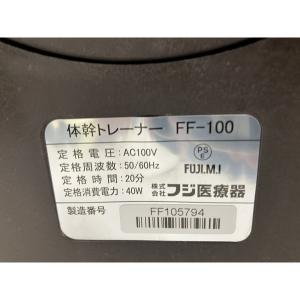 体幹トレーナー FF-100
定格電圧:AC100V
定格周波数:50/60Hz
定格時間:20分
定格消費電力:40W
PS
E
FUJI.M.I
株式会社フジ医療器
製造番号 FF105794